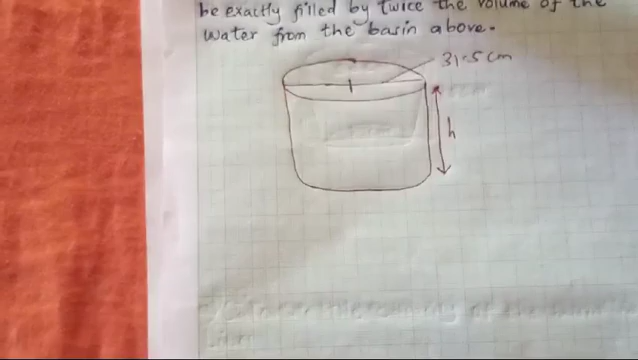 be exactly filled by twice the volume of the
water from the basin above.
31.5 cm
h